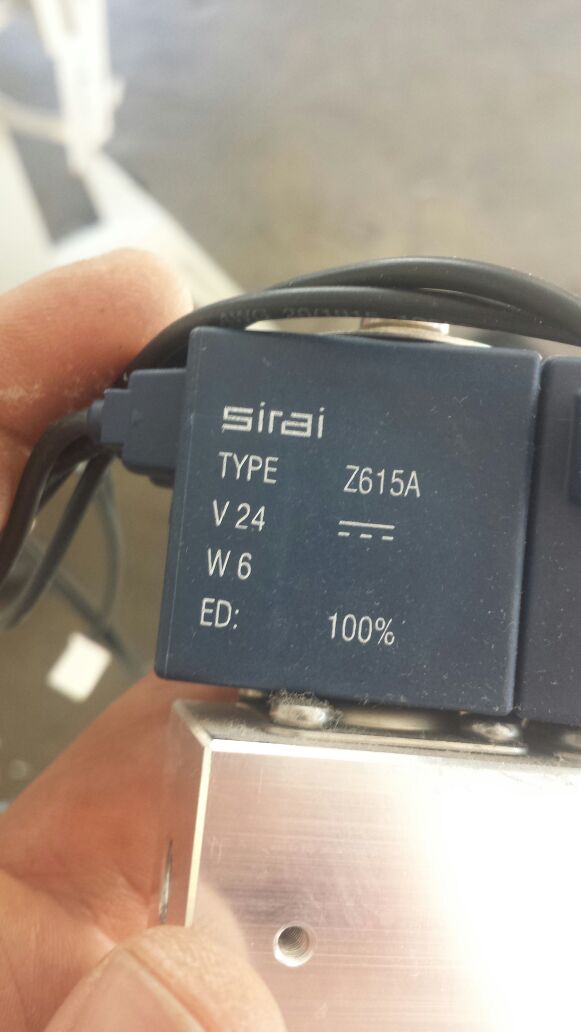 sirai
TYPE Z615A
V 24 ⎓
W 6
ED: 100%